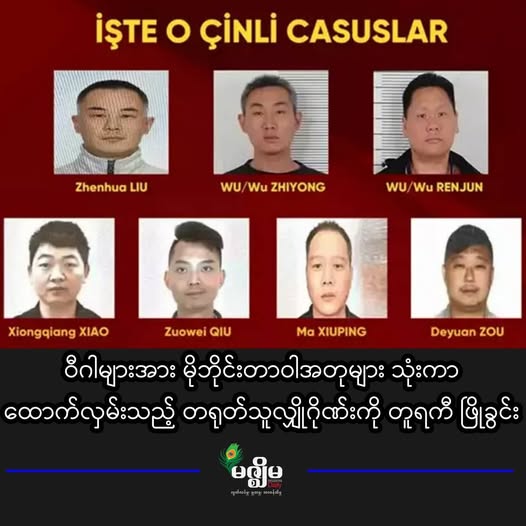 İŞTE O ÇİNLİ CASUSLAR
Zhenhua LIU
WU/Wu ZHIYONG
WU/Wu RENJUN
Xiongqiang XIAO
Zuowei QIU
Ma XIUPING
Deyuan ZOU
ဝီဂါများအား မိုဘိုင်းတာဝါအတုများ သုံးကာ
ထောက်လှမ်းသည့် တရုတ်သူလျှိုဂိုဏ်းကို တူရကီ ဖြိုခွင်း
မဇ္ဈိမ
Daily